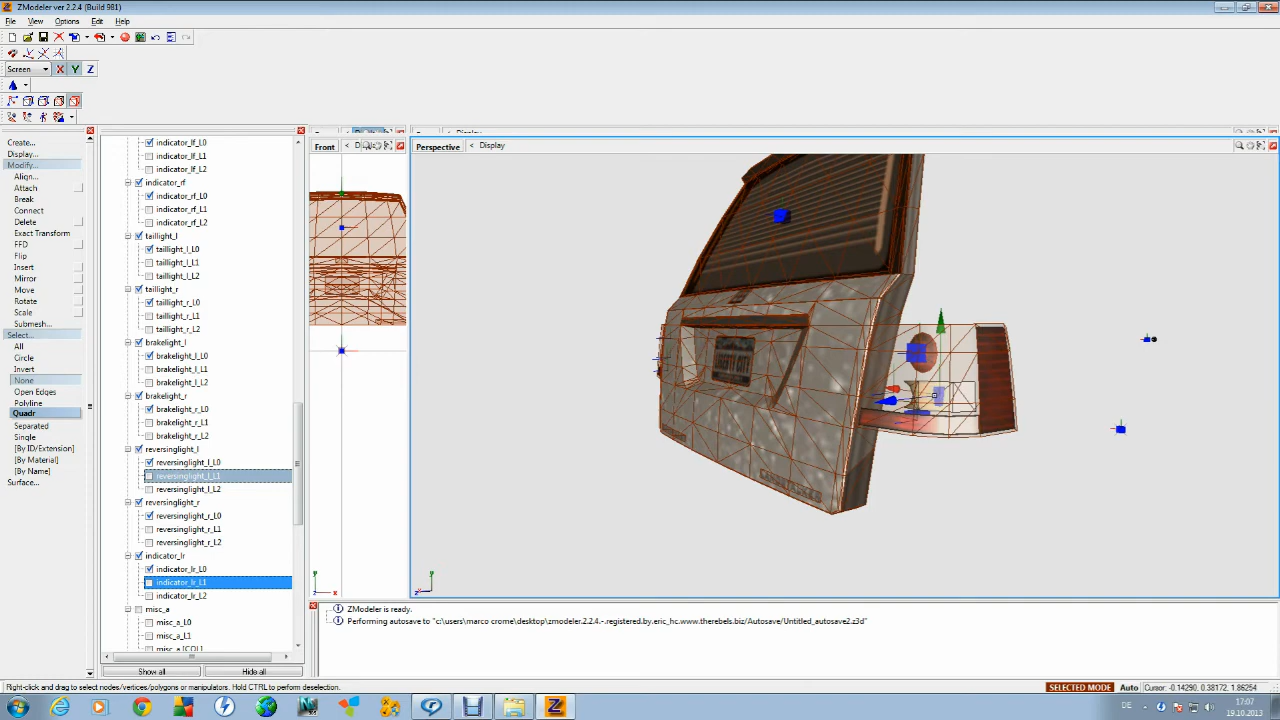 ZModeler ver 2.2.4 (Build 981)
File View Options Edit Help
Screen X Y Z
Create...
Display...
Modify...
Align...
Attach
Break
Connect
Delete
Exact Transform
FFD
Flip
Insert
Mirror
Move
Rotate
Scale
Submesh...
Select...
All
Circle
Invert
None
Open Edges
Polyline
Quadr
Separated
Single
[By ID/Extension]
[By Material]
[By Name]
Surface...
indicator_lf_L0
indicator_lf_L1
indicator_lf_L2
indicator_rf
indicator_rf_L0
indicator_rf_L1
indicator_rf_L2
taillight_l
taillight_l_L0
taillight_l_L1
taillight_l_L2
taillight_r
taillight_r_L0
taillight_r_L1
taillight_r_L2
brakelight_l
brakelight_l_L0
brakelight_l_L1
brakelight_l_L2
brakelight_r
brakelight_r_L0
brakelight_r_L1
brakelight_r_L2
reversinglight_l
reversinglight_l_L0
reversinglight_l_L1
reversinglight_l_L2
reversinglight_r
reversinglight_r_L0
reversinglight_r_L1
reversinglight_r_L2
indicator_lr
indicator_lr_L0
indicator_lr_L1
indicator_lr_L2
misc_a
misc_a_L0
misc_a_L1
misc_a_[COL]
Show all Hide all
Front
Perspective < Display
ZModeler is ready.
Performing autosave to "c:\users\marco crome\desktop\zmodeler.2.2.4.-.registered.by.eric_hc.www.therebels.biz/Autosave/Untitled_autosave2.z3d"
Right-click and drag to select nodes/vertices/polygons or manipulators. Hold CTRL to perform deselection.
SELECTED MODE Auto Cursor: -0.14290, 0.38172, 1.86254
DE
17:07
19.10.2013